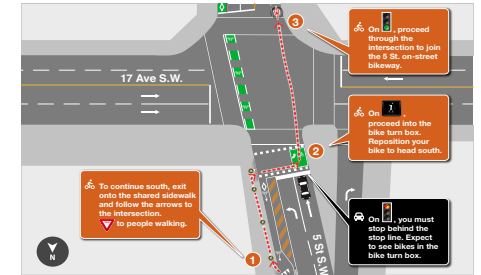 3
On , proceed
through the
intersection to join
the 5 St. on-street
bikeway.
17 Ave S.W.
On ,
proceed into the
bike turn box.
Reposition your
bike to head south.
2
To continue south, exit
onto the shared sidewalk
and follow the arrows to
the intersection.
to people walking.
On , you must
stop behind the
stop line. Expect
to see bikes in the
bike turn box.
5 St S.W.
1
N